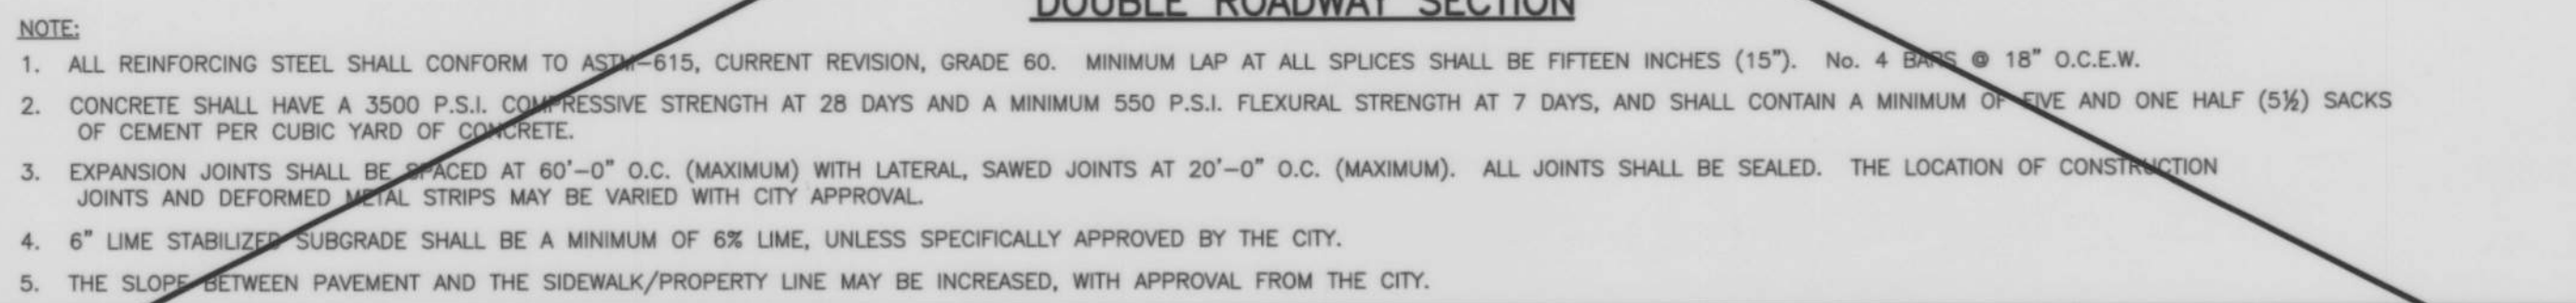 DOUBLE ROADWAY SECTION
NOTE:
1. ALL REINFORCING STEEL SHALL CONFORM TO ASTM-615, CURRENT REVISION, GRADE 60. MINIMUM LAP AT ALL SPLICES SHALL BE FIFTEEN INCHES (15"). No. 4 BARS @ 18" O.C.E.W.
2. CONCRETE SHALL HAVE A 3500 P.S.I. COMPRESSIVE STRENGTH AT 28 DAYS AND A MINIMUM 550 P.S.I. FLEXURAL STRENGTH AT 7 DAYS, AND SHALL CONTAIN A MINIMUM OF FIVE AND ONE HALF (5½) SACKS
OF CEMENT PER CUBIC YARD OF CONCRETE.
3. EXPANSION JOINTS SHALL BE SPACED AT 60'-0" O.C. (MAXIMUM) WITH LATERAL, SAWED JOINTS AT 20'-0" O.C. (MAXIMUM). ALL JOINTS SHALL BE SEALED. THE LOCATION OF CONSTRUCTION
JOINTS AND DEFORMED METAL STRIPS MAY BE VARIED WITH CITY APPROVAL.
4. 6" LIME STABILIZED SUBGRADE SHALL BE A MINIMUM OF 6% LIME, UNLESS SPECIFICALLY APPROVED BY THE CITY.
5. THE SLOPE BETWEEN PAVEMENT AND THE SIDEWALK/PROPERTY LINE MAY BE INCREASED, WITH APPROVAL FROM THE CITY.